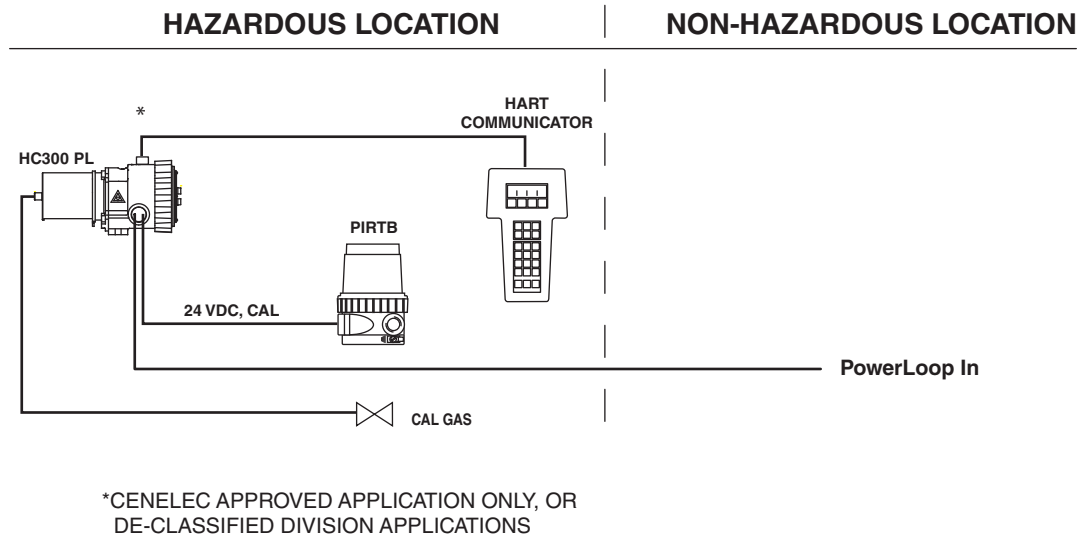 HAZARDOUS LOCATION
NON-HAZARDOUS LOCATION
*
HART
COMMUNICATOR
HC300 PL
PIRTB
24 VDC, CAL
PowerLoop In
CAL GAS
*CENELEC APPROVED APPLICATION ONLY, OR
DE-CLASSIFIED DIVISION APPLICATIONS